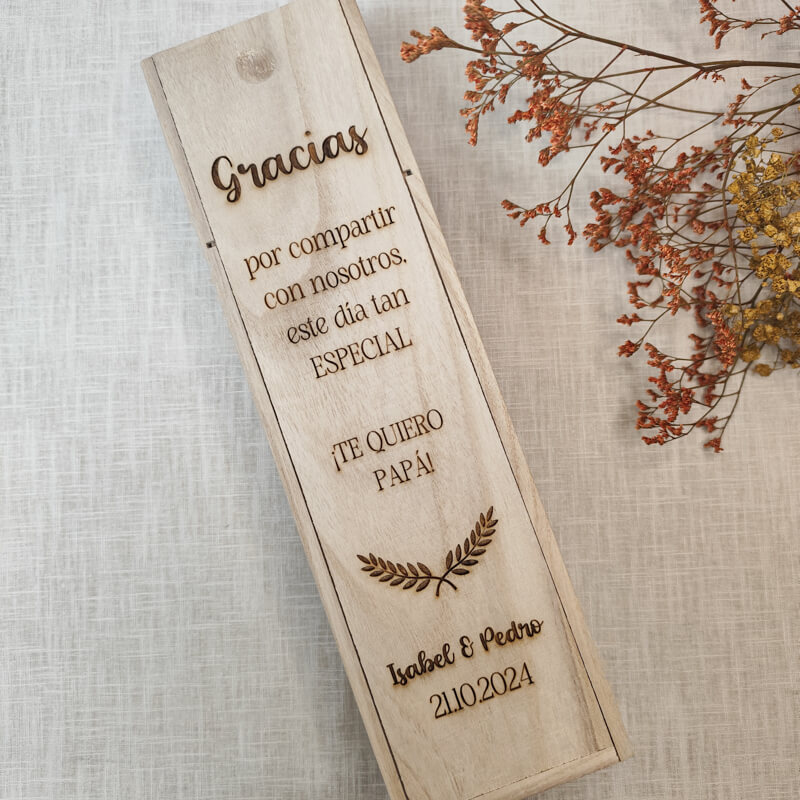 Gracias
por compartir
con nosotros,
este día tan
ESPECIAL
¡TE QUIERO
PAPÁ!
Isabel & Pedro
21.10.2024